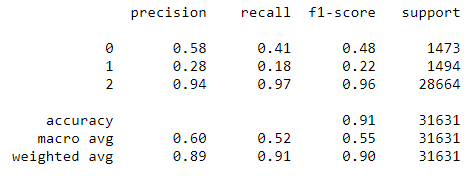 precision recall f1-score support
0 0.58 0.41 0.48 1473
1 0.28 0.18 0.22 1494
2 0.94 0.97 0.96 28664
accuracy 0.91 31631
macro avg 0.60 0.52 0.55 31631
weighted avg 0.89 0.91 0.90 31631